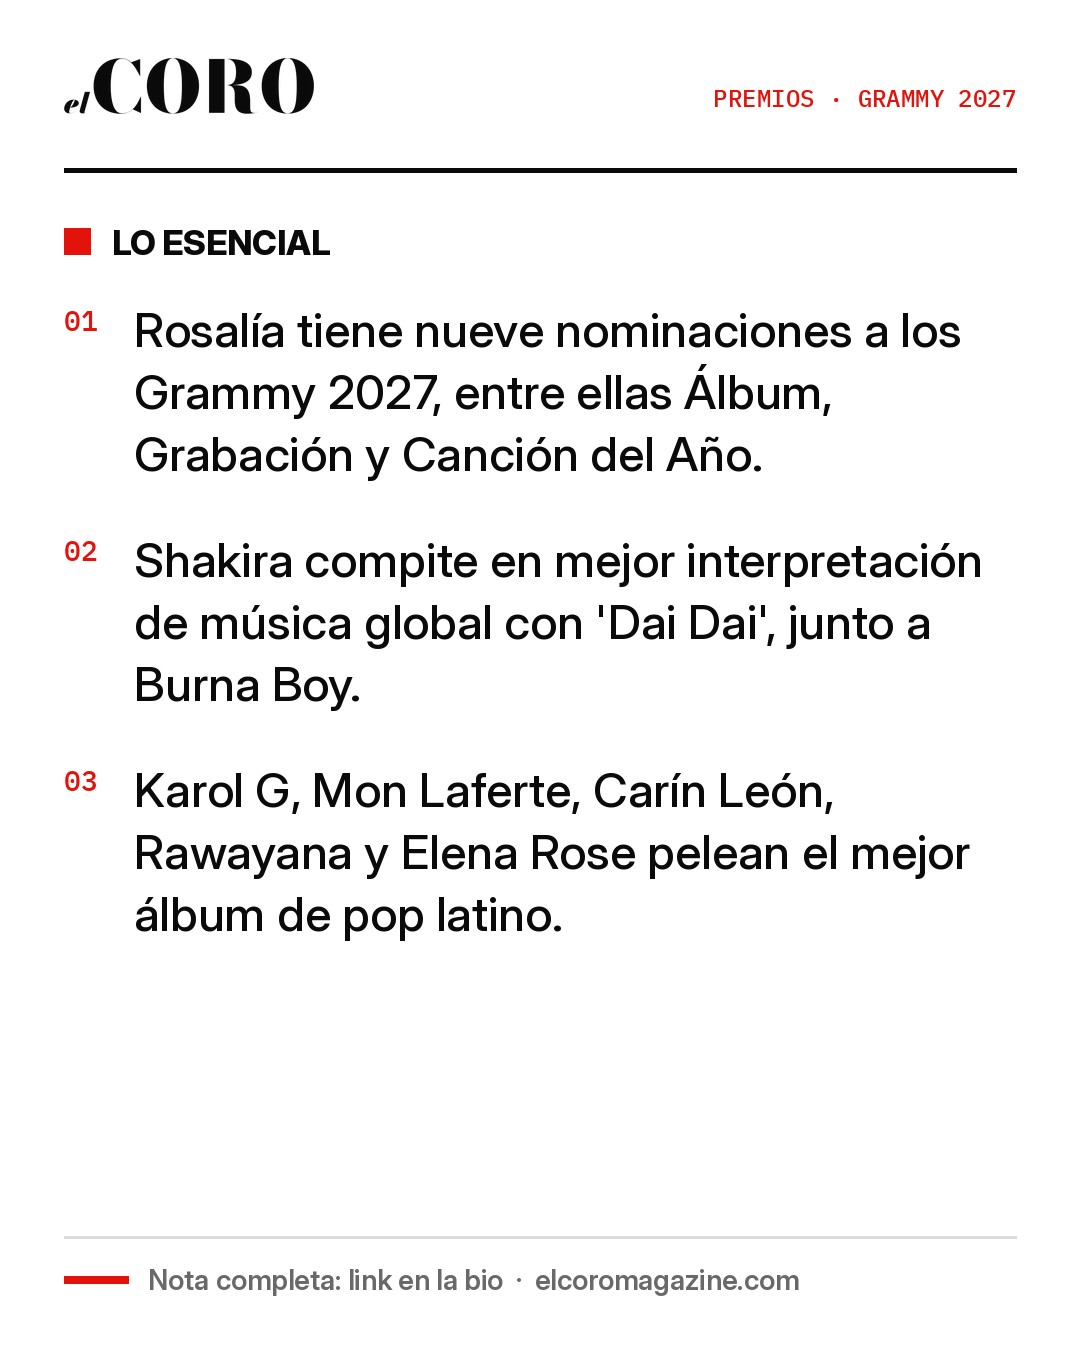 el CORO
PREMIOS · GRAMMY 2027
LO ESENCIAL
01
Rosalía tiene nueve nominaciones a los
Grammy 2027, entre ellas Álbum,
Grabación y Canción del Año.
02
Shakira compite en mejor interpretación
de música global con 'Dai Dai', junto a
Burna Boy.
03
Karol G, Mon Laferte, Carín León,
Rawayana y Elena Rose pelean el mejor
álbum de pop latino.
Nota completa: link en la bio · elcoromagazine.com